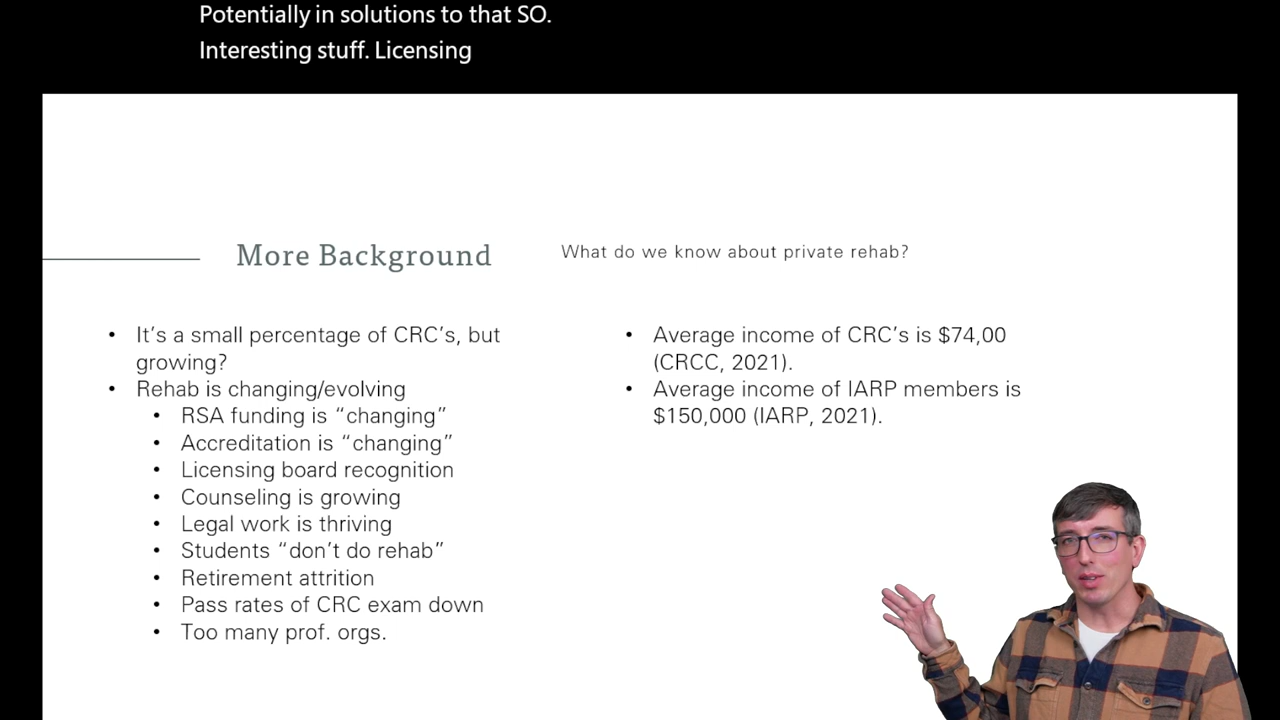 Potentially in solutions to that SO.
Interesting stuff. Licensing
More Background
What do we know about private rehab?
• It's a small percentage of CRC's, but
growing?
• Rehab is changing/evolving
• RSA funding is “changing”
• Accreditation is “changing”
• Licensing board recognition
• Counseling is growing
• Legal work is thriving
• Students “don't do rehab”
• Retirement attrition
• Pass rates of CRC exam down
• Too many prof. orgs.
• Average income of CRC's is $74,00
(CRCC, 2021).
• Average income of IARP members is
$150,000 (IARP, 2021).